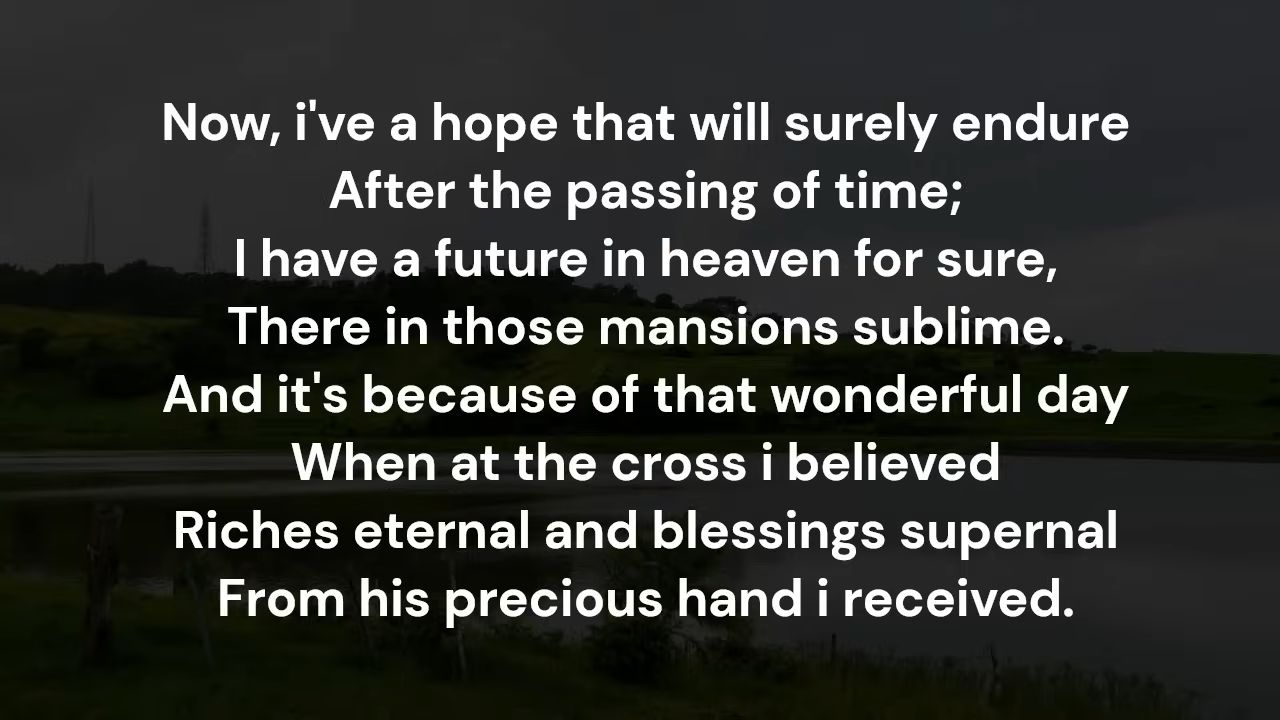 Now, i've a hope that will surely endure
After the passing of time;
I have a future in heaven for sure,
There in those mansions sublime.
And it's because of that wonderful day
When at the cross i believed
Riches eternal and blessings supernal
From his precious hand i received.